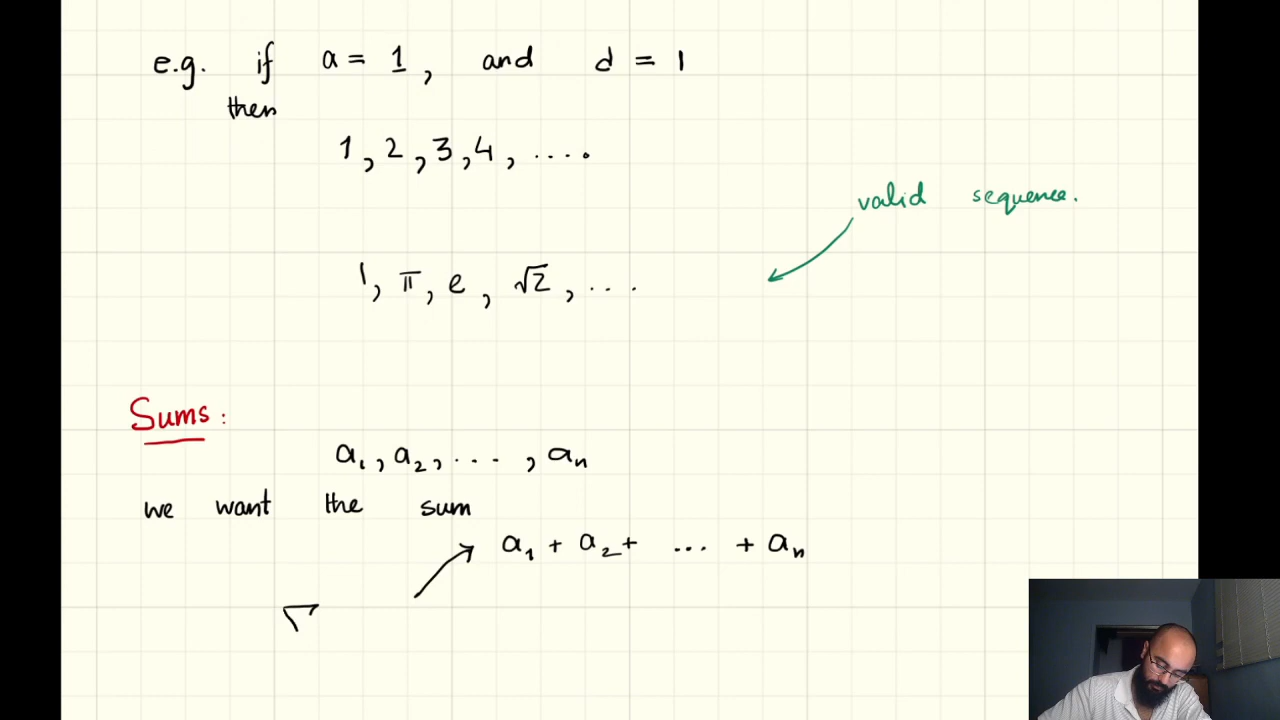 e.g. if a = 1, and d = 1
then
1, 2, 3, 4, ....
valid sequence.
1, π, e, √2, ...
Sums:
a₁, a₂, ..., aₙ
we want the sum
a₁ + a₂ + ... + aₙ